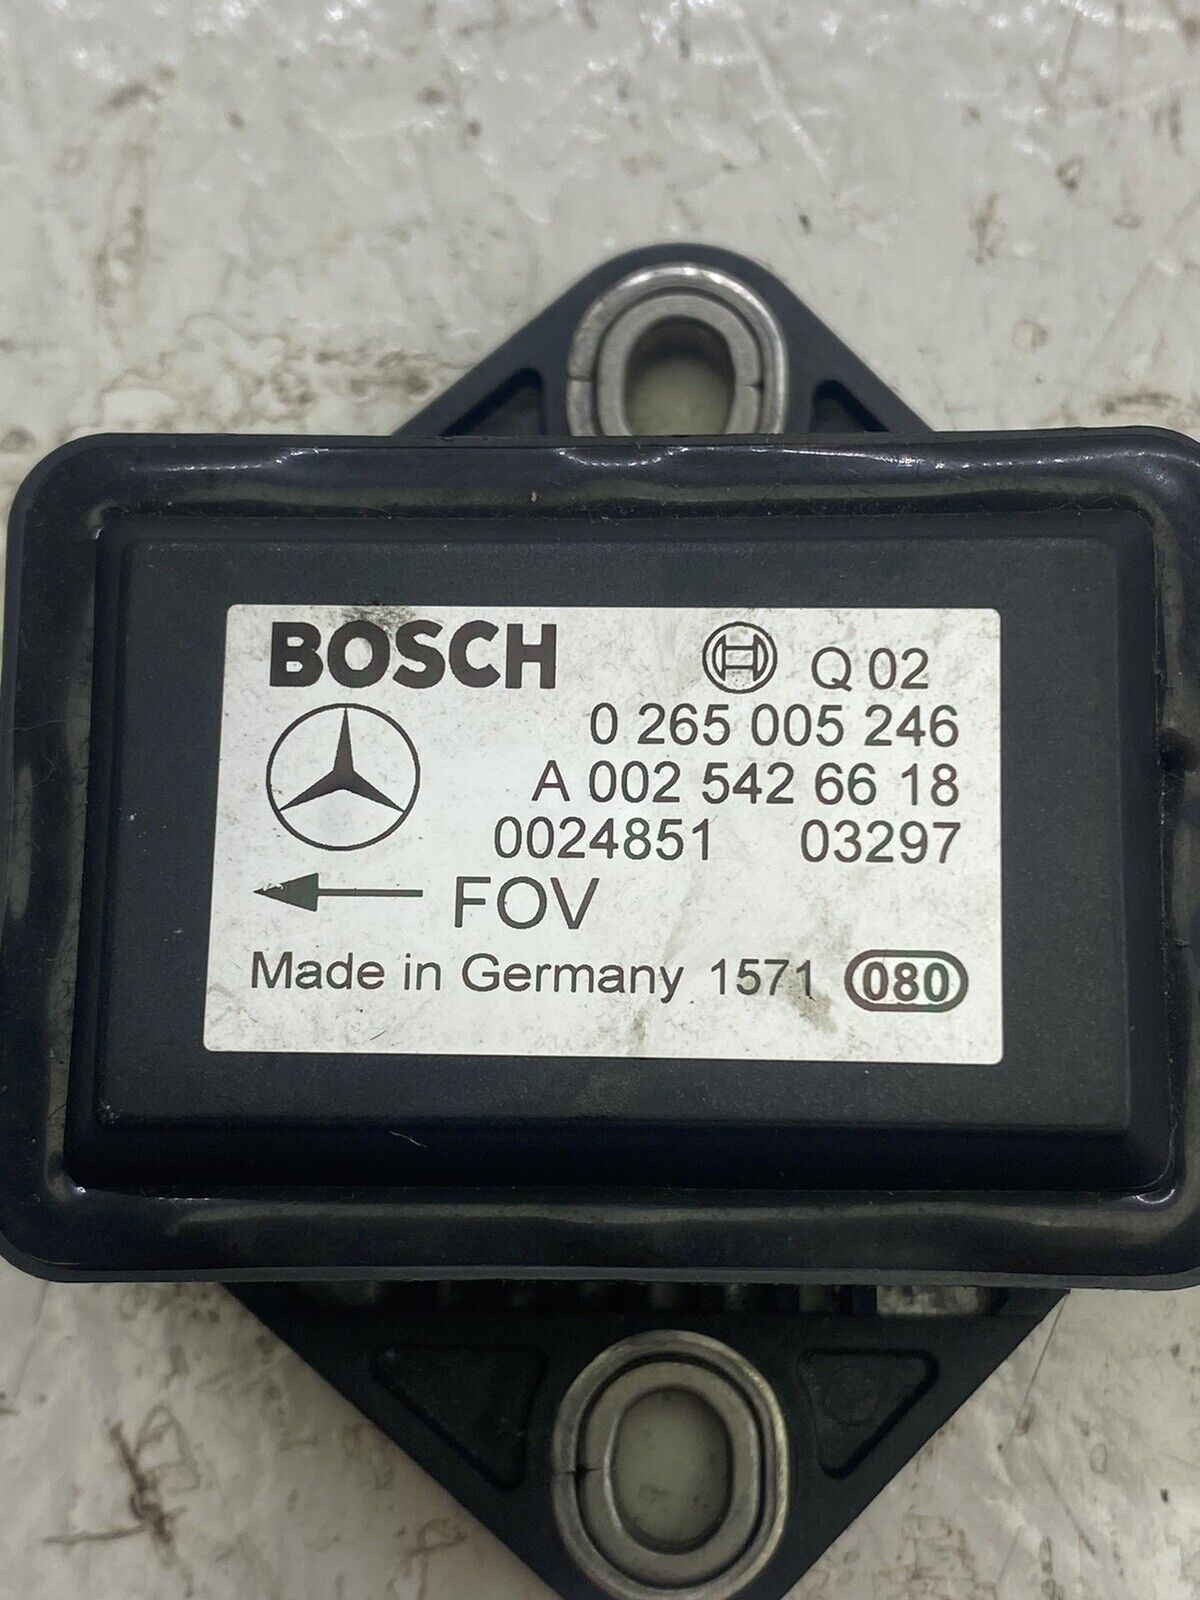 BOSCH Q 02
0 265 005 246
A 002 542 66 18
0024851 03297
FOV
Made in Germany 1571 080